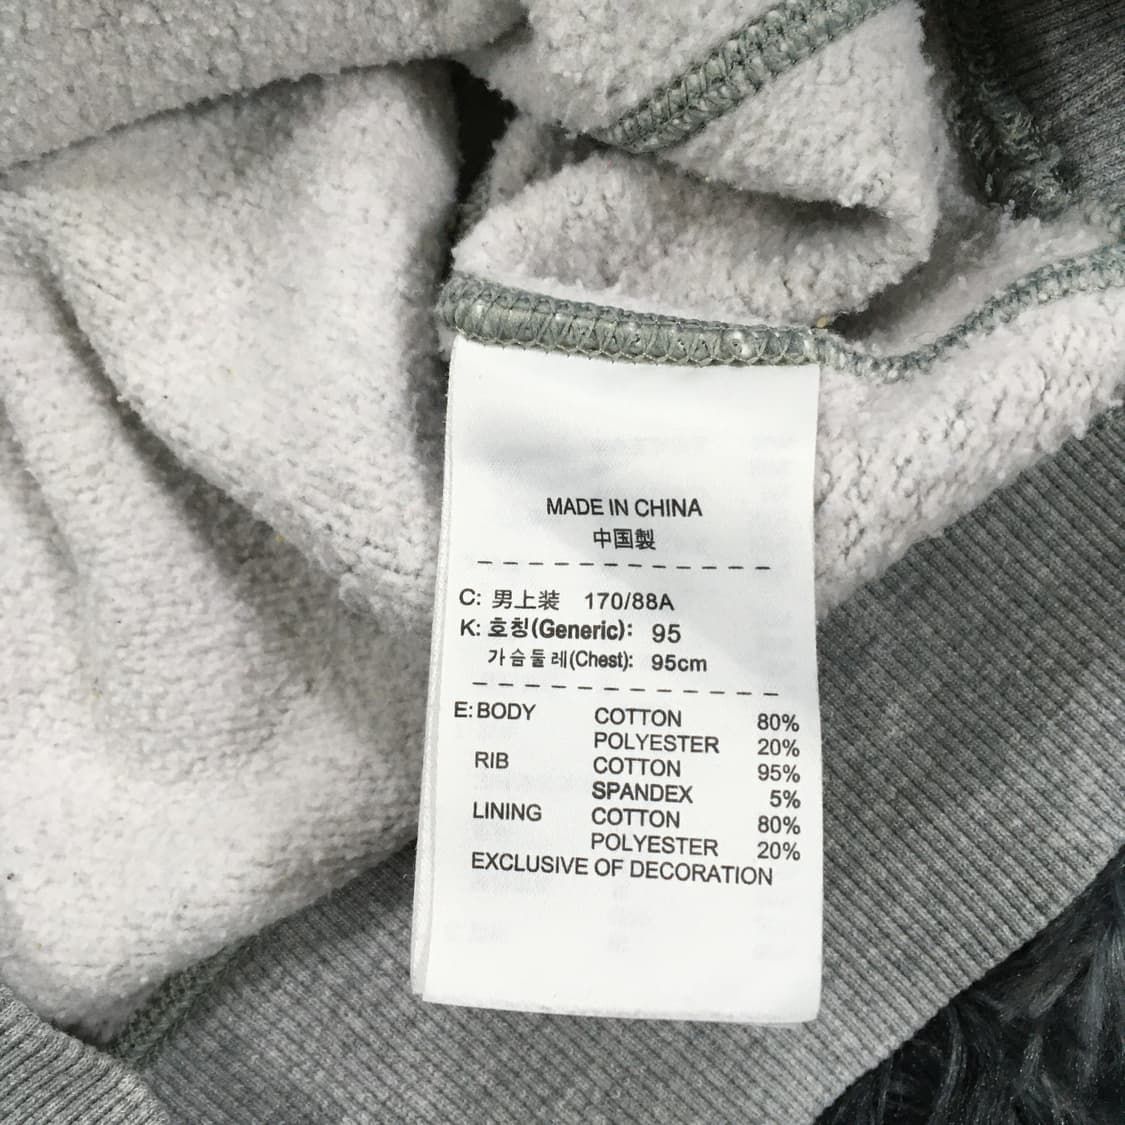 MADE IN CHINA
中国製
C: 男上装 170/88A
K: 호칭(Generic): 95
가슴둘레(Chest): 95cm
E: BODY COTTON 80%
POLYESTER 20%
RIB COTTON 95%
SPANDEX 5%
LINING COTTON 80%
POLYESTER 20%
EXCLUSIVE OF DECORATION